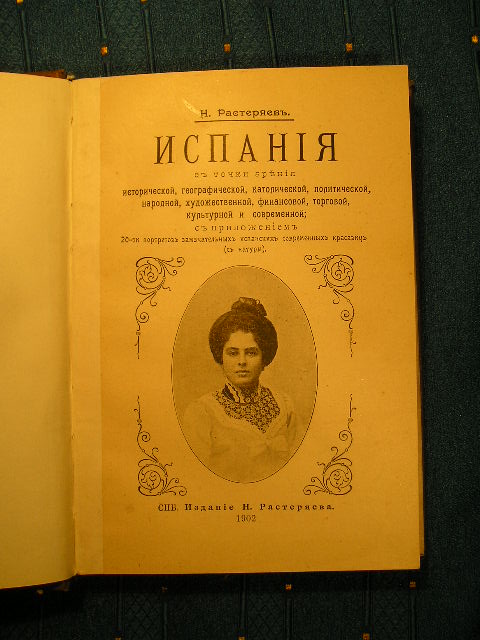 Н. Растеряевъ.
ИСПАНІЯ
съ точки зрѣнія
исторической, географической, католической, политической,
народной, художественной, финансовой, торговой,
культурной и современной;
съ приложеніемъ
20-ти портретовъ замѣчательныхъ испанскихъ современныхъ красавицъ
(съ натуры).
СПБ. Изданіе Н. Растеряева.
1902